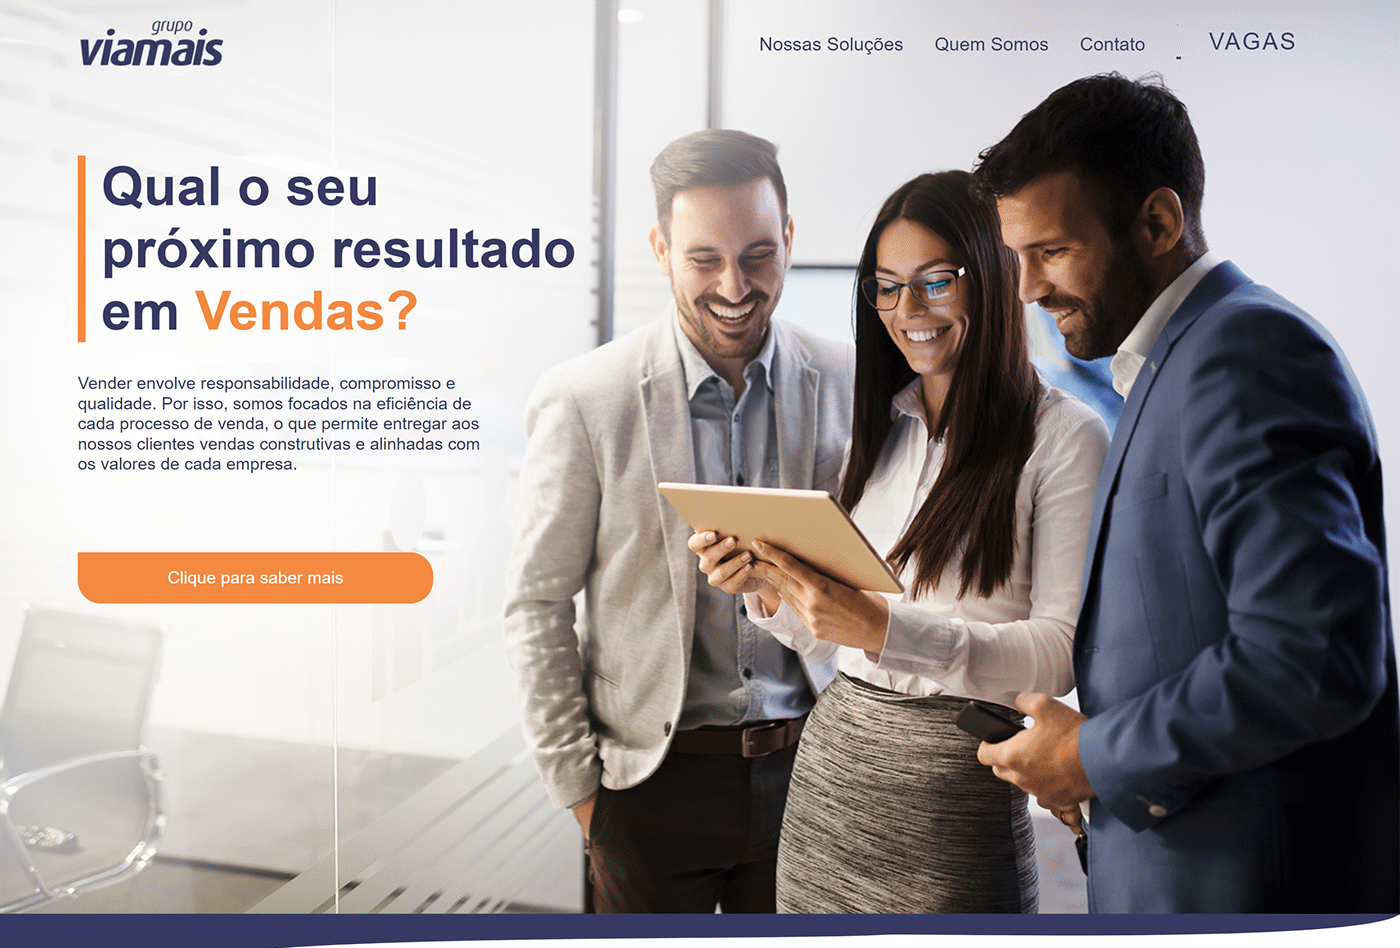 grupo
viamais
Nossas Soluções Quem Somos Contato VAGAS
Qual o seu
próximo resultado
em Vendas?
Vender envolve responsabilidade, compromisso e
qualidade. Por isso, somos focados na eficiência de
cada processo de venda, o que permite entregar aos
nossos clientes vendas construtivas e alinhadas com
os valores de cada empresa.
Clique para saber mais